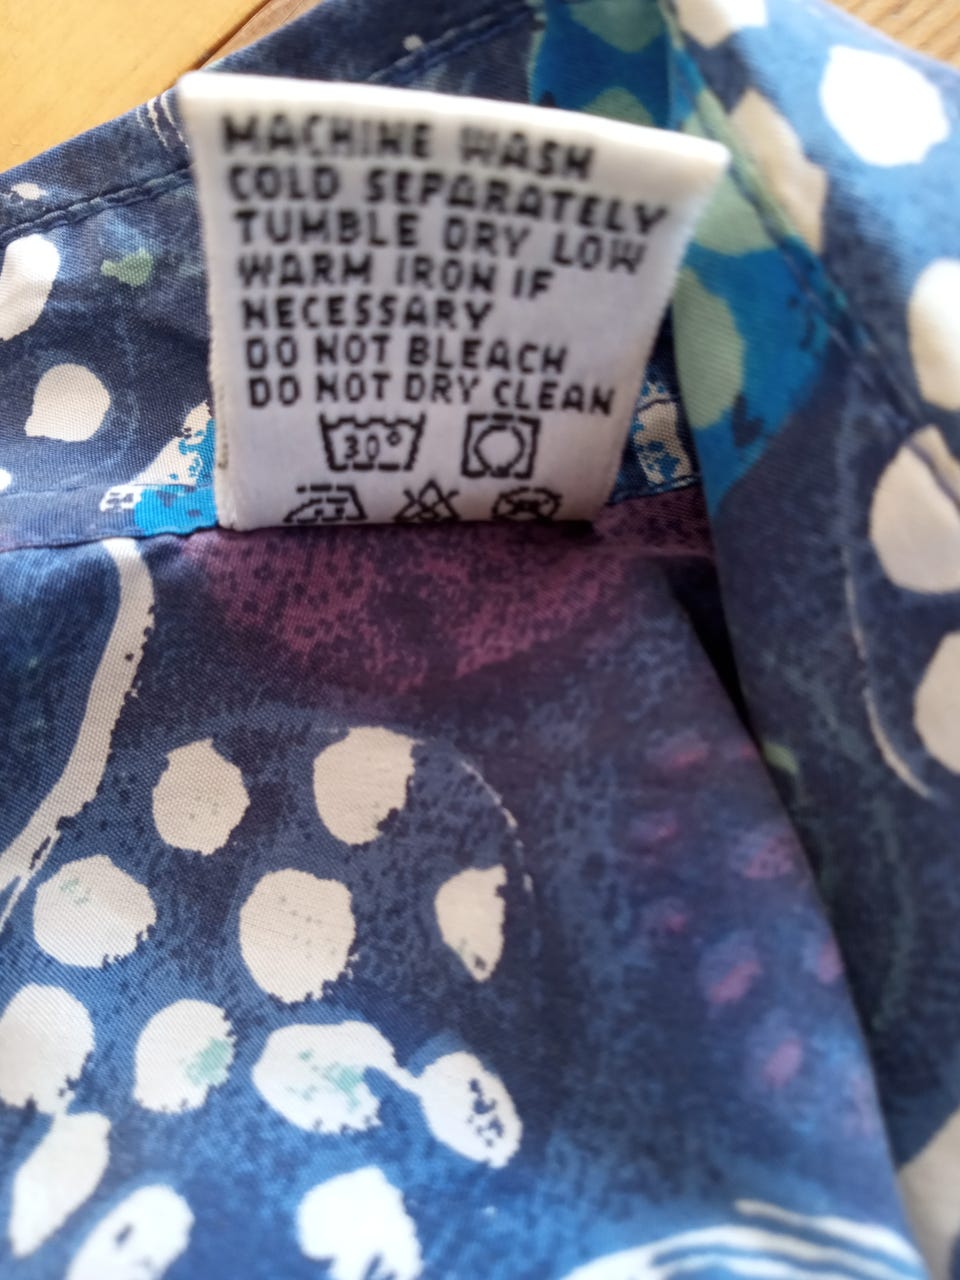 MACHINE WASH
COLD SEPARATELY
TUMBLE DRY LOW
WARM IRON IF
NECESSARY
DO NOT BLEACH
DO NOT DRY CLEAN
30°